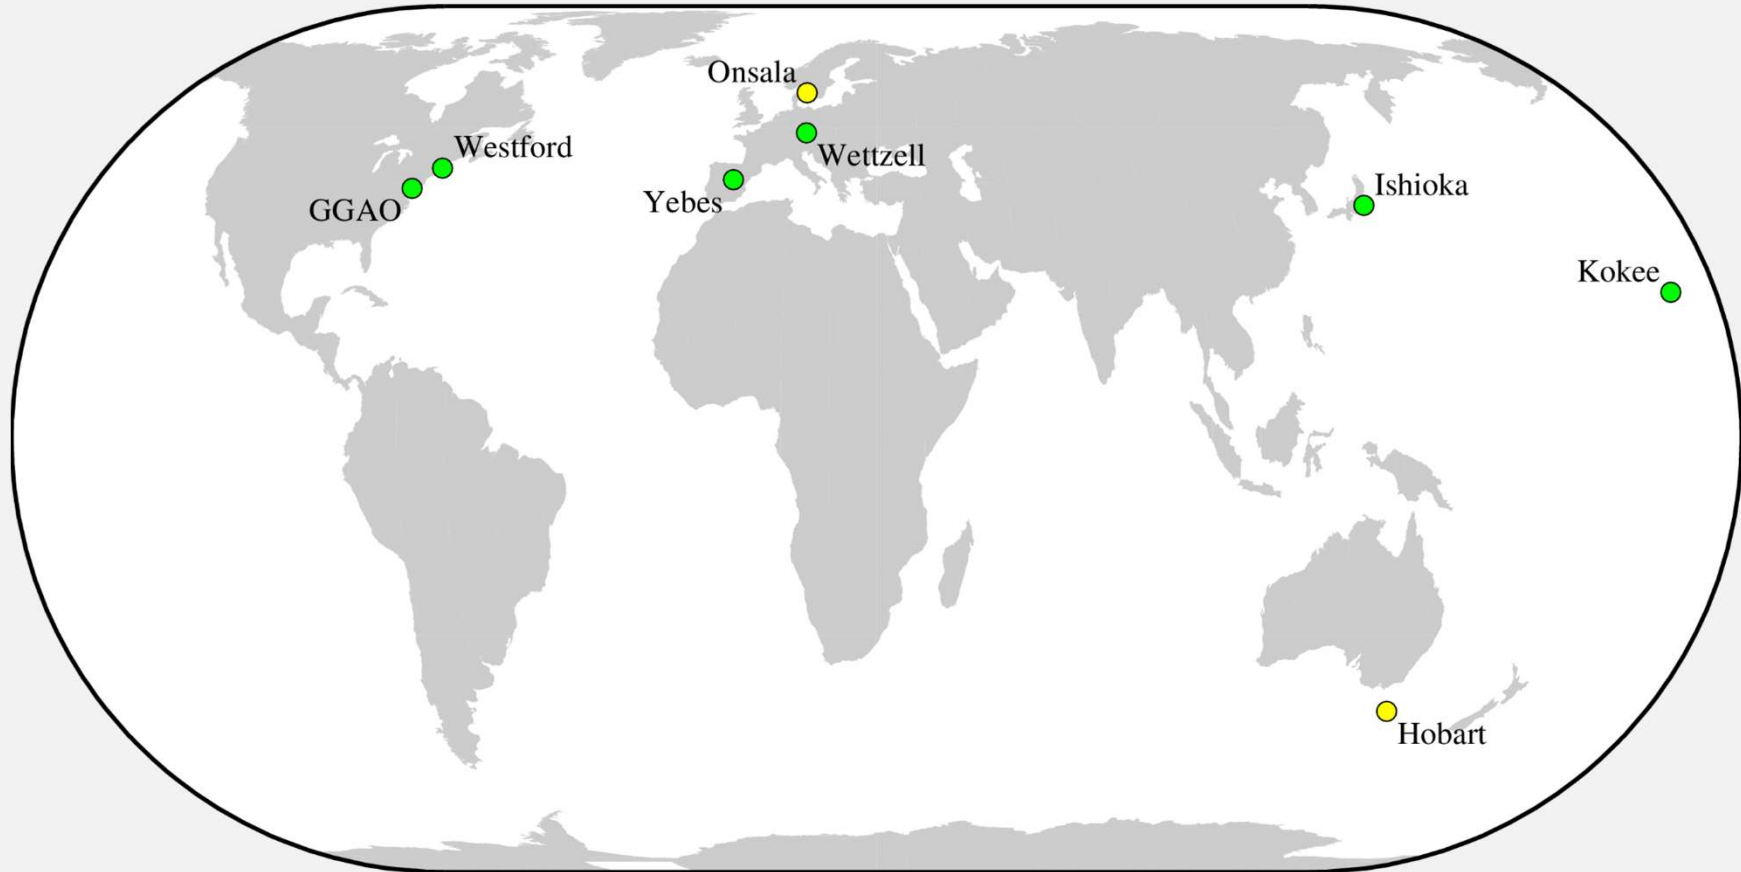 Onsala
Westford
Wettzell
Ishioka
Yebes
GGAO
Kokee
Hobart